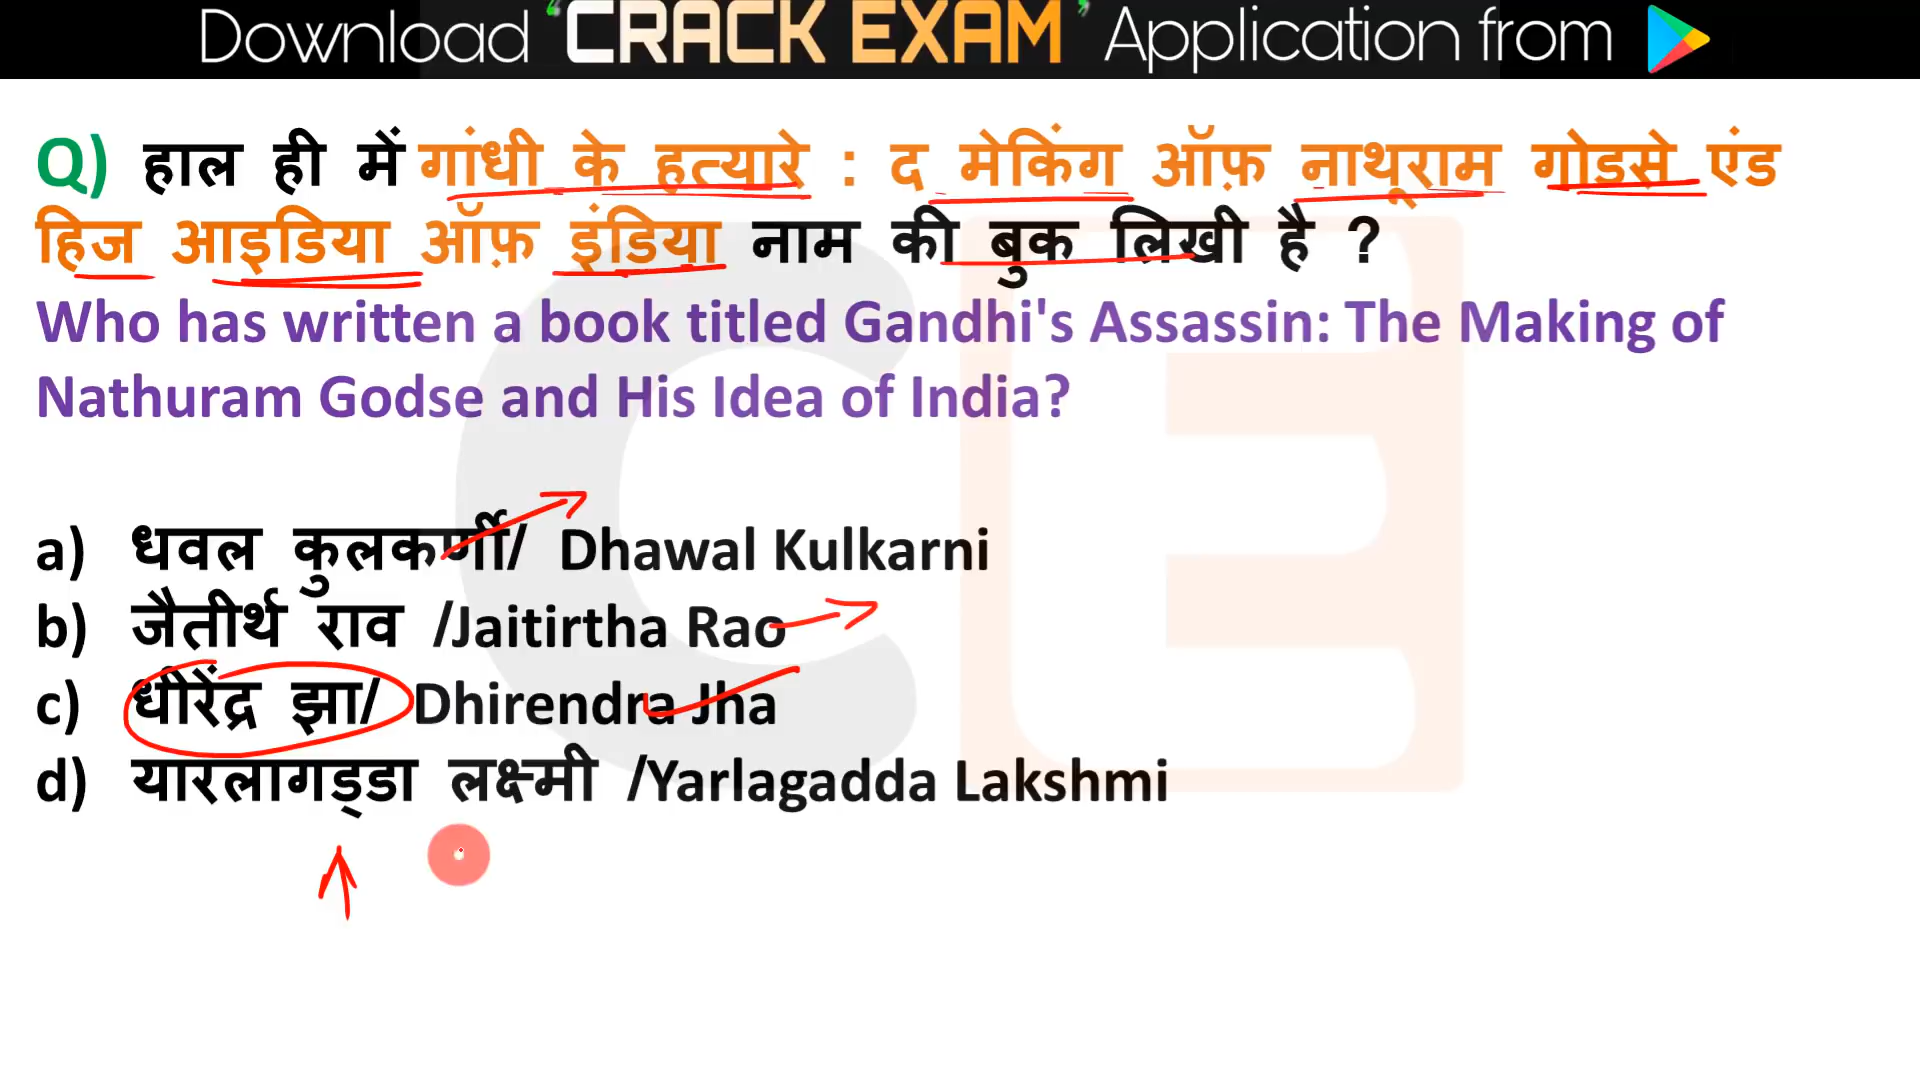 Download ‘CRACK EXAM’ Application from
Q) हाल ही में गांधी के हत्यारे : द मेकिंग ऑफ़ नाथूराम गोडसे एंड
हिज आइडिया ऑफ़ इंडिया नाम की बुक लिखी है ?
Who has written a book titled Gandhi's Assassin: The Making of
Nathuram Godse and His Idea of India?
a) धवल कुलकर्णी/ Dhawal Kulkarni
b) जैतीर्थ राव /Jaitirtha Rao
c) धीरेंद्र झा/ Dhirendra Jha
d) यारलागड्डा लक्ष्मी /Yarlagadda Lakshmi
CE